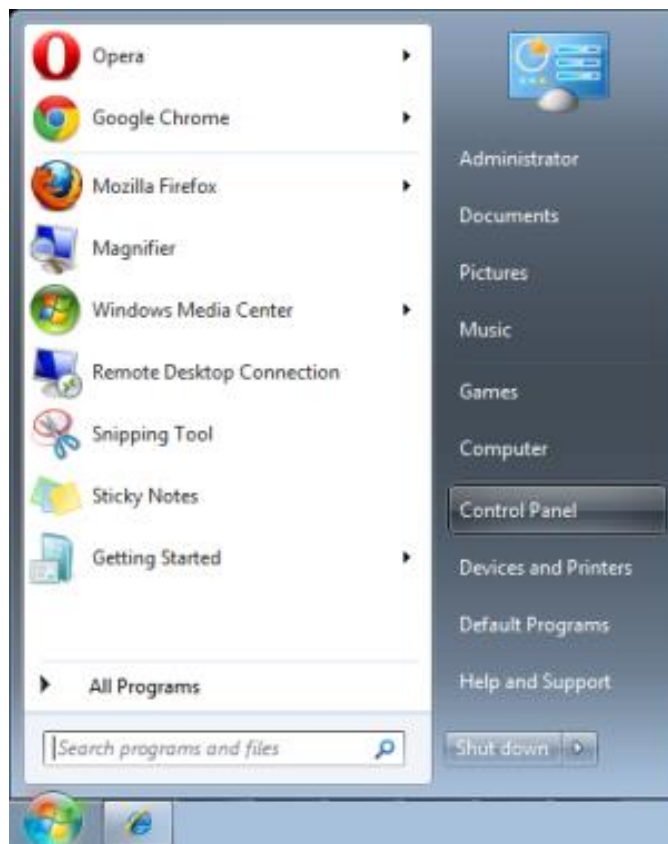 Opera
Google Chrome
Mozilla Firefox
Magnifier
Windows Media Center
Remote Desktop Connection
Snipping Tool
Sticky Notes
Getting Started
All Programs
Search programs and files
Administrator
Documents
Pictures
Music
Games
Computer
Control Panel
Devices and Printers
Default Programs
Help and Support
Shut down